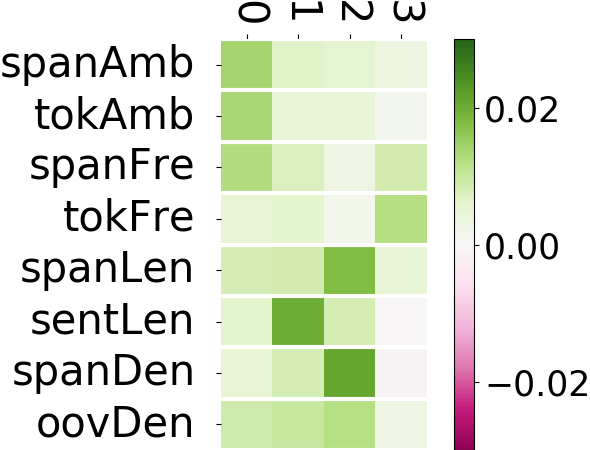 0 1 2 3
spanAmb
tokAmb
spanFre
tokFre
spanLen
sentLen
spanDen
oovDen
0.02
0.00
−0.02